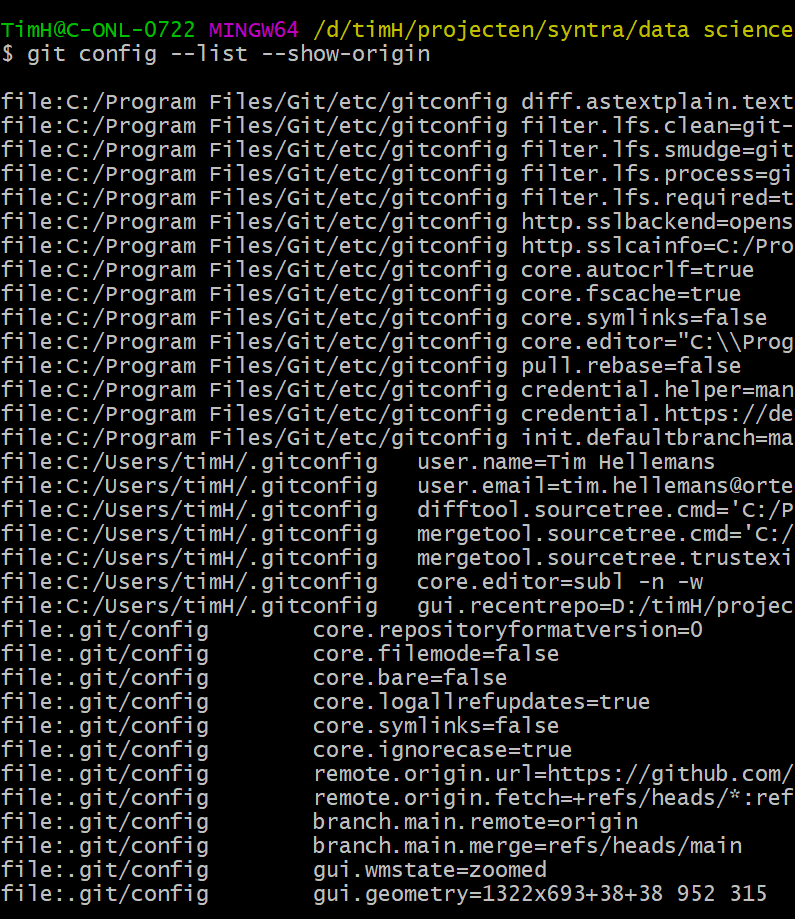 TimH@C-ONL-0722 MINGW64 /d/timH/projecten/syntra/data science
$ git config --list --show-origin
file:C:/Program Files/Git/etc/gitconfig diff.astextplain.text
file:C:/Program Files/Git/etc/gitconfig filter.lfs.clean=git-
file:C:/Program Files/Git/etc/gitconfig filter.lfs.smudge=git
file:C:/Program Files/Git/etc/gitconfig filter.lfs.process=gi
file:C:/Program Files/Git/etc/gitconfig filter.lfs.required=t
file:C:/Program Files/Git/etc/gitconfig http.sslbackend=opens
file:C:/Program Files/Git/etc/gitconfig http.sslcainfo=C:/Pro
file:C:/Program Files/Git/etc/gitconfig core.autocrlf=true
file:C:/Program Files/Git/etc/gitconfig core.fscache=true
file:C:/Program Files/Git/etc/gitconfig core.symlinks=false
file:C:/Program Files/Git/etc/gitconfig core.editor="C:\\Prog
file:C:/Program Files/Git/etc/gitconfig pull.rebase=false
file:C:/Program Files/Git/etc/gitconfig credential.helper=man
file:C:/Program Files/Git/etc/gitconfig credential.https://de
file:C:/Program Files/Git/etc/gitconfig init.defaultbranch=ma
file:C:/Users/timH/.gitconfig user.name=Tim Hellemans
file:C:/Users/timH/.gitconfig user.email=tim.hellemans@orte
file:C:/Users/timH/.gitconfig difftool.sourcetree.cmd='C:/P
file:C:/Users/timH/.gitconfig mergetool.sourcetree.cmd='C:/
file:C:/Users/timH/.gitconfig mergetool.sourcetree.trustexi
file:C:/Users/timH/.gitconfig core.editor=subl -n -w
file:C:/Users/timH/.gitconfig gui.recentrepo=D:/timH/projec
file:.git/config core.repositoryformatversion=0
file:.git/config core.filemode=false
file:.git/config core.bare=false
file:.git/config core.logallrefupdates=true
file:.git/config core.symlinks=false
file:.git/config core.ignorecase=true
file:.git/config remote.origin.url=https://github.com/
file:.git/config remote.origin.fetch=+refs/heads/*:ref
file:.git/config branch.main.remote=origin
file:.git/config branch.main.merge=refs/heads/main
file:.git/config gui.wmstate=zoomed
file:.git/config gui.geometry=1322x693+38+38 952 315